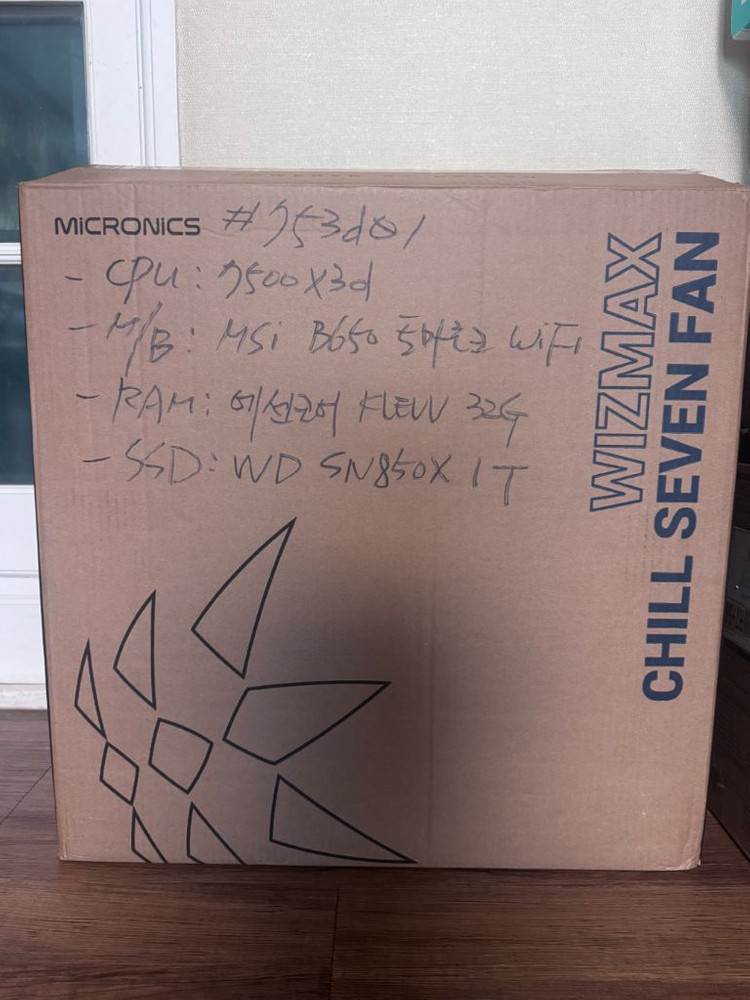 MiCRONiCS
#753d01
- CPU: 7500X3d
- M/B: MSi B650 톰마호크 WiFi
- RAM: 에센코어 KLEVV 32G
- SSD: WD SN850X 1T
WIZMAX
CHILL SEVEN FAN